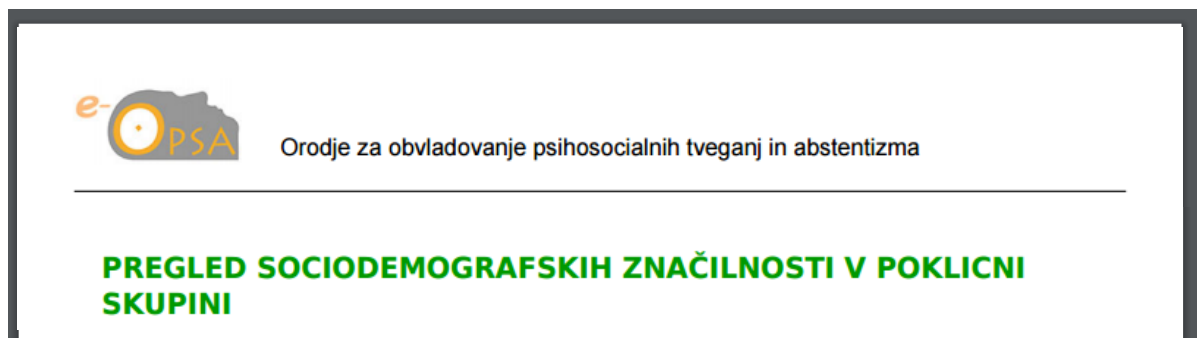 e-OPSA
Orodje za obvladovanje psihosocialnih tveganj in abstentizma
PREGLED SOCIODEMOGRAFSKIH ZNAČILNOSTI V POKLICNI
SKUPINI